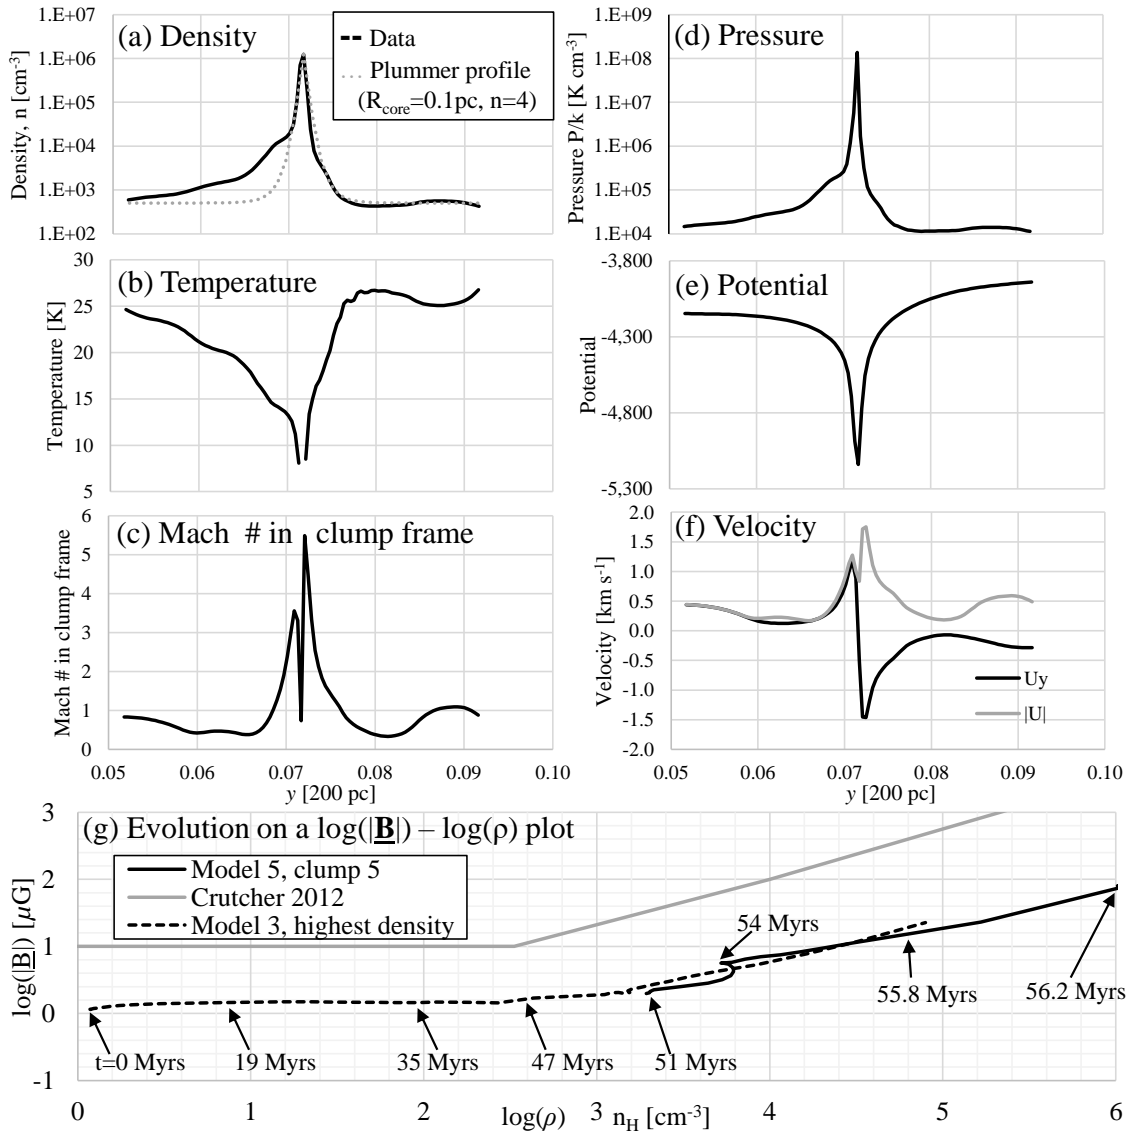 (a) Density
Data
Plummer profile
(Rcore=0.1pc, n=4)
Density, n [cm-3]
1.E+07
1.E+06
1.E+05
1.E+04
1.E+03
1.E+02
(d) Pressure
Pressure P/k [K cm-3]
1.E+09
1.E+08
1.E+07
1.E+06
1.E+05
1.E+04
(b) Temperature
Temperature [K]
30
25
20
15
10
5
(e) Potential
Potential
-3,800
-4,300
-4,800
-5,300
(c) Mach # in clump frame
Mach # in clump frame
6
5
4
3
2
1
0
0.05 0.06 0.07 0.08 0.09 0.10
y [200 pc]
(f) Velocity
Velocity [km s-1]
2.0
1.5
1.0
0.5
0.0
-0.5
-1.0
-1.5
-2.0
Uy
|U|
0.05 0.06 0.07 0.08 0.09 0.10
y [200 pc]
(g) Evolution on a log(|B|) – log(ρ) plot
Model 5, clump 5
Crutcher 2012
Model 3, highest density
log(|B|) [μG]
3
2
1
0
-1
54 Myrs
55.8 Myrs
56.2 Myrs
t=0 Myrs
19 Myrs
35 Myrs
47 Myrs
51 Myrs
0 1 2 3 4 5 6
log(ρ) nH [cm-3]